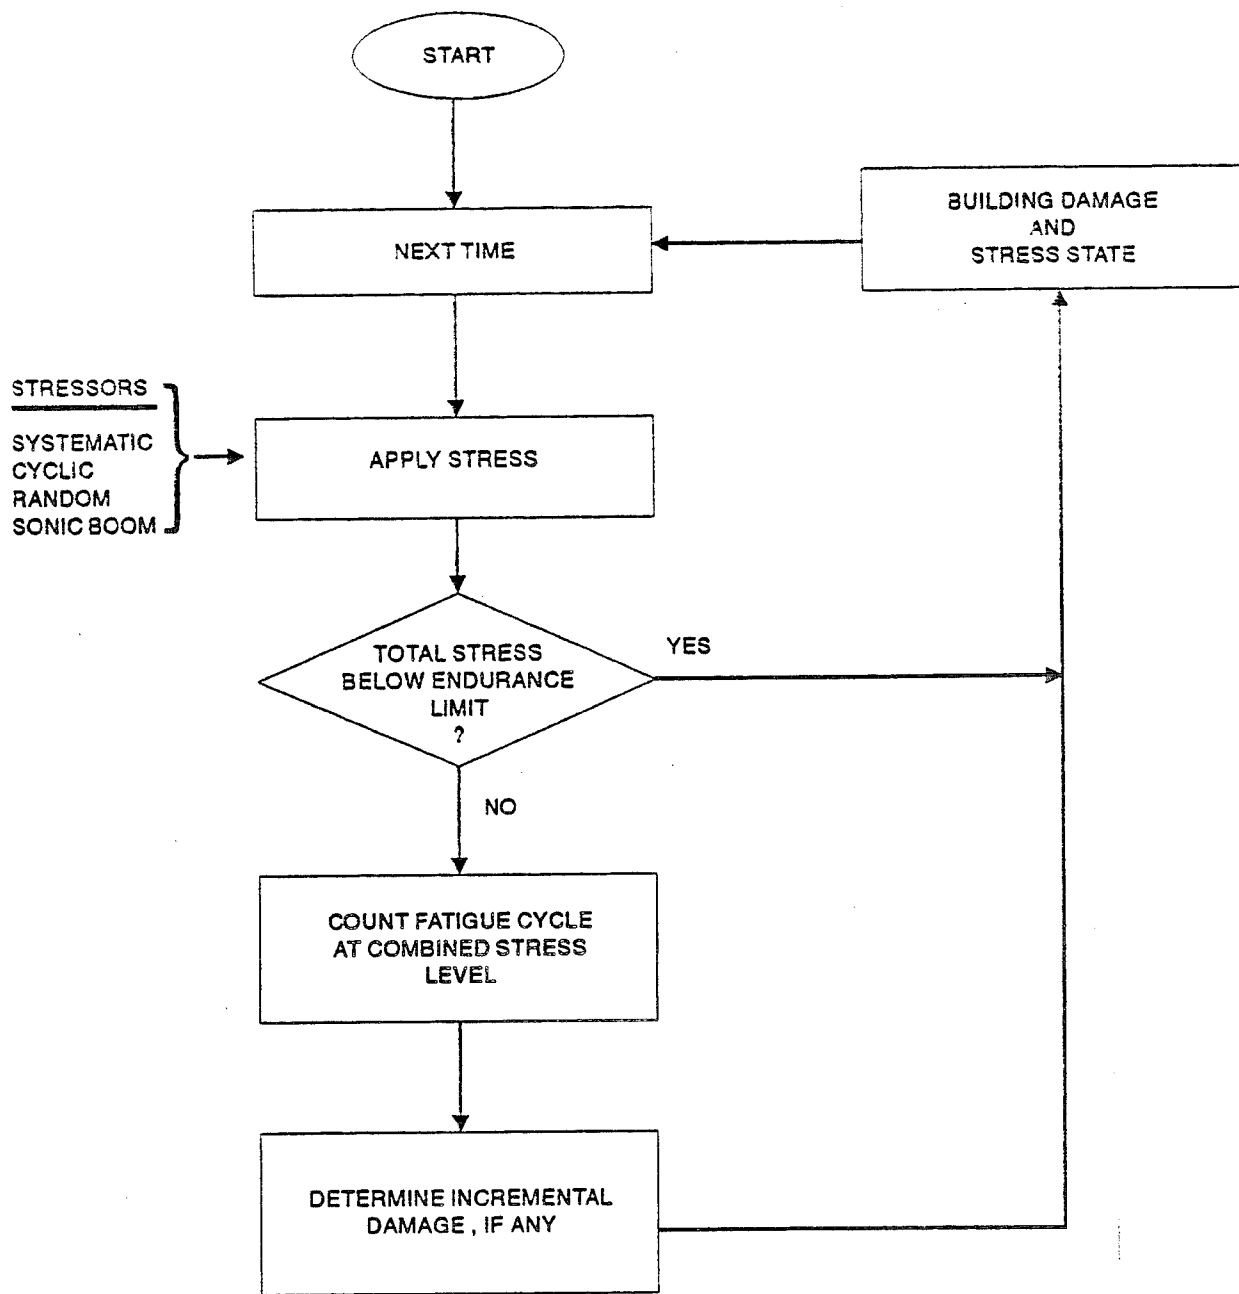 START
NEXT TIME
BUILDING DAMAGE
AND
STRESS STATE
STRESSORS
SYSTEMATIC
CYCLIC
RANDOM
SONIC BOOM
APPLY STRESS
TOTAL STRESS
BELOW ENDURANCE
LIMIT
?
YES
NO
COUNT FATIGUE CYCLE
AT COMBINED STRESS
LEVEL
DETERMINE INCREMENTAL
DAMAGE , IF ANY